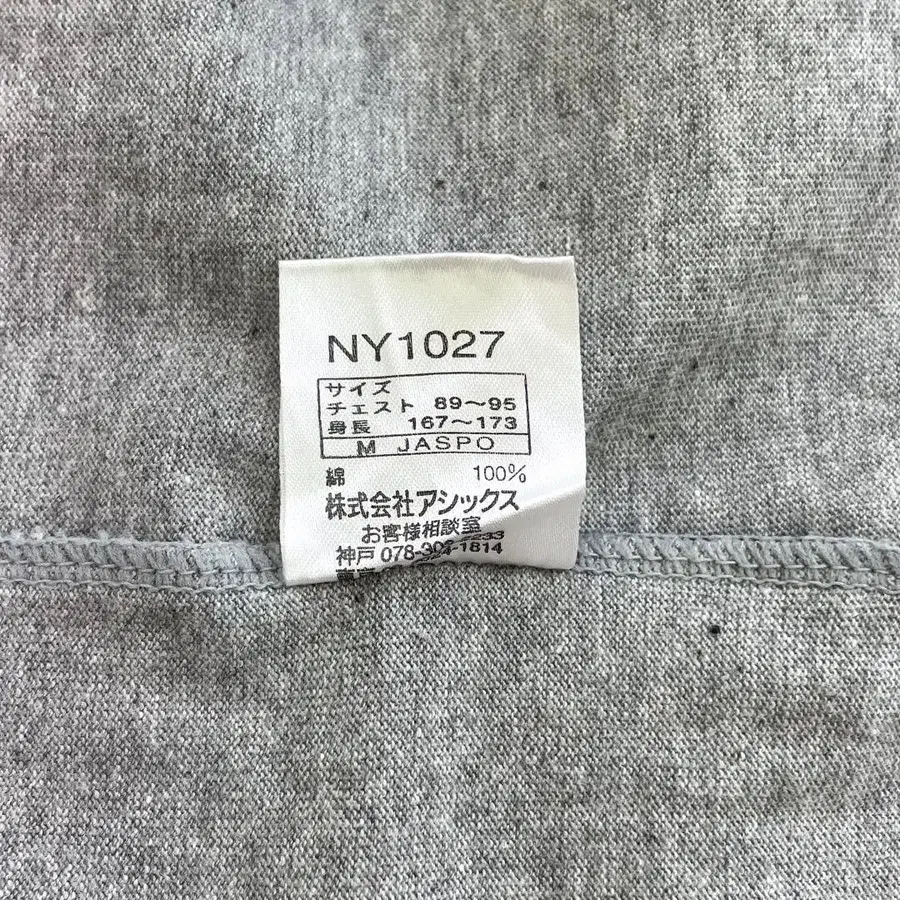 NY1027
サイズ
チェスト 89～95
身長 167～173
M JASPO
綿 100%
株式会社アシックス
お客様相談室
神戸 078-304-1814